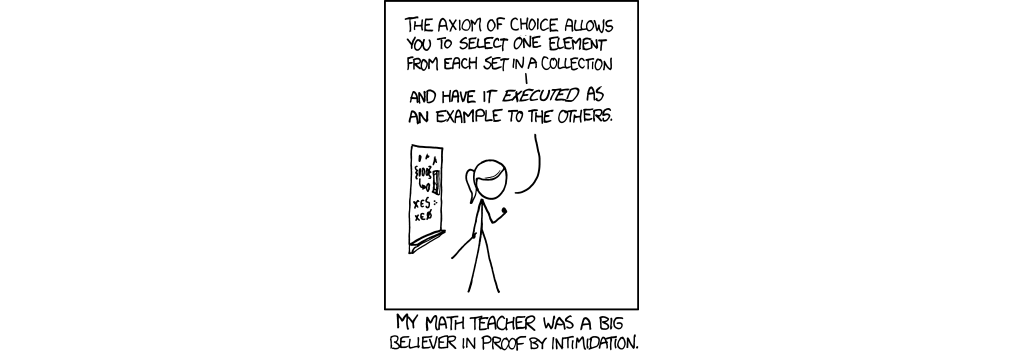 THE AXIOM OF CHOICE ALLOWS
YOU TO SELECT ONE ELEMENT
FROM EACH SET IN A COLLECTION
AND HAVE IT EXECUTED AS
AN EXAMPLE TO THE OTHERS.
MY MATH TEACHER WAS A BIG
BELIEVER IN PROOF BY INTIMIDATION.